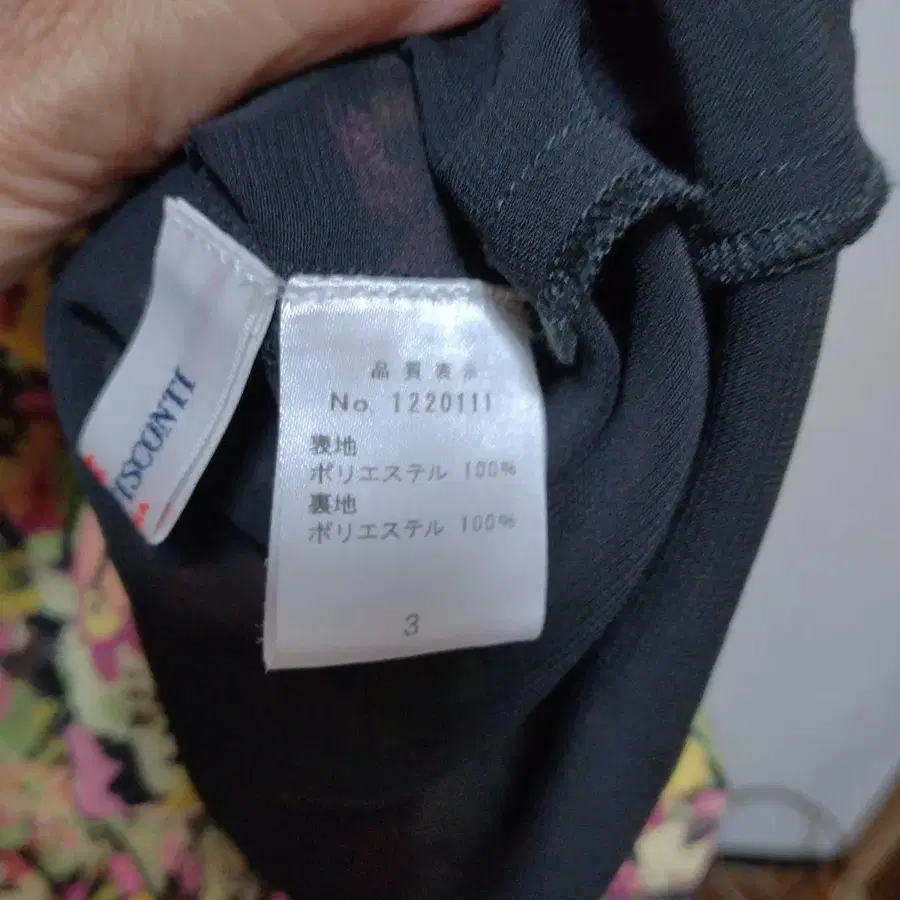 ISCONTI
品質表示
No. 1220111
表地
ポリエステル 100%
裏地
ポリエステル 100%
3